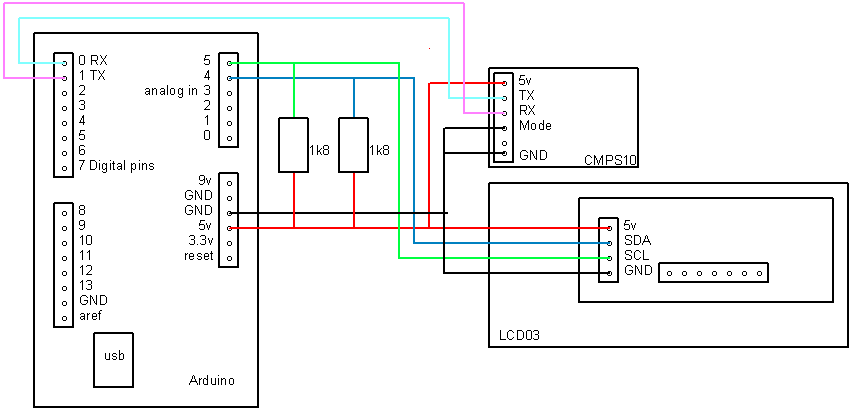 0 RX
1 TX
2
3
4
5
6
7 Digital pins
8
9
10
11
12
13
GND
aref
usb
Arduino
5
4
analog in 3
2
1
0
9v
GND
GND
5v
3.3v
reset
1k8
1k8
5v
TX
RX
Mode
GND
CMPS10
5v
SDA
SCL
GND
LCD03